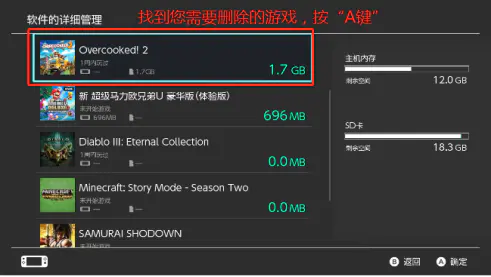 软件的详细管理
找到您需要删除的游戏，按“A键”
Overcooked! 2
1周内玩过
— 1.7GB
1.7 GB
新 超级马力欧兄弟U 豪华版(体验版)
未开始游戏
696MB —
696 MB
Diablo III: Eternal Collection
1周内玩过
— —
0.0 MB
Minecraft: Story Mode - Season Two
未开始游戏
— —
0.0 MB
SAMURAI SHODOWN
主机内存
剩余空间 12.0 GB
SD卡
剩余空间 18.3 GB
B 返回 A 确定